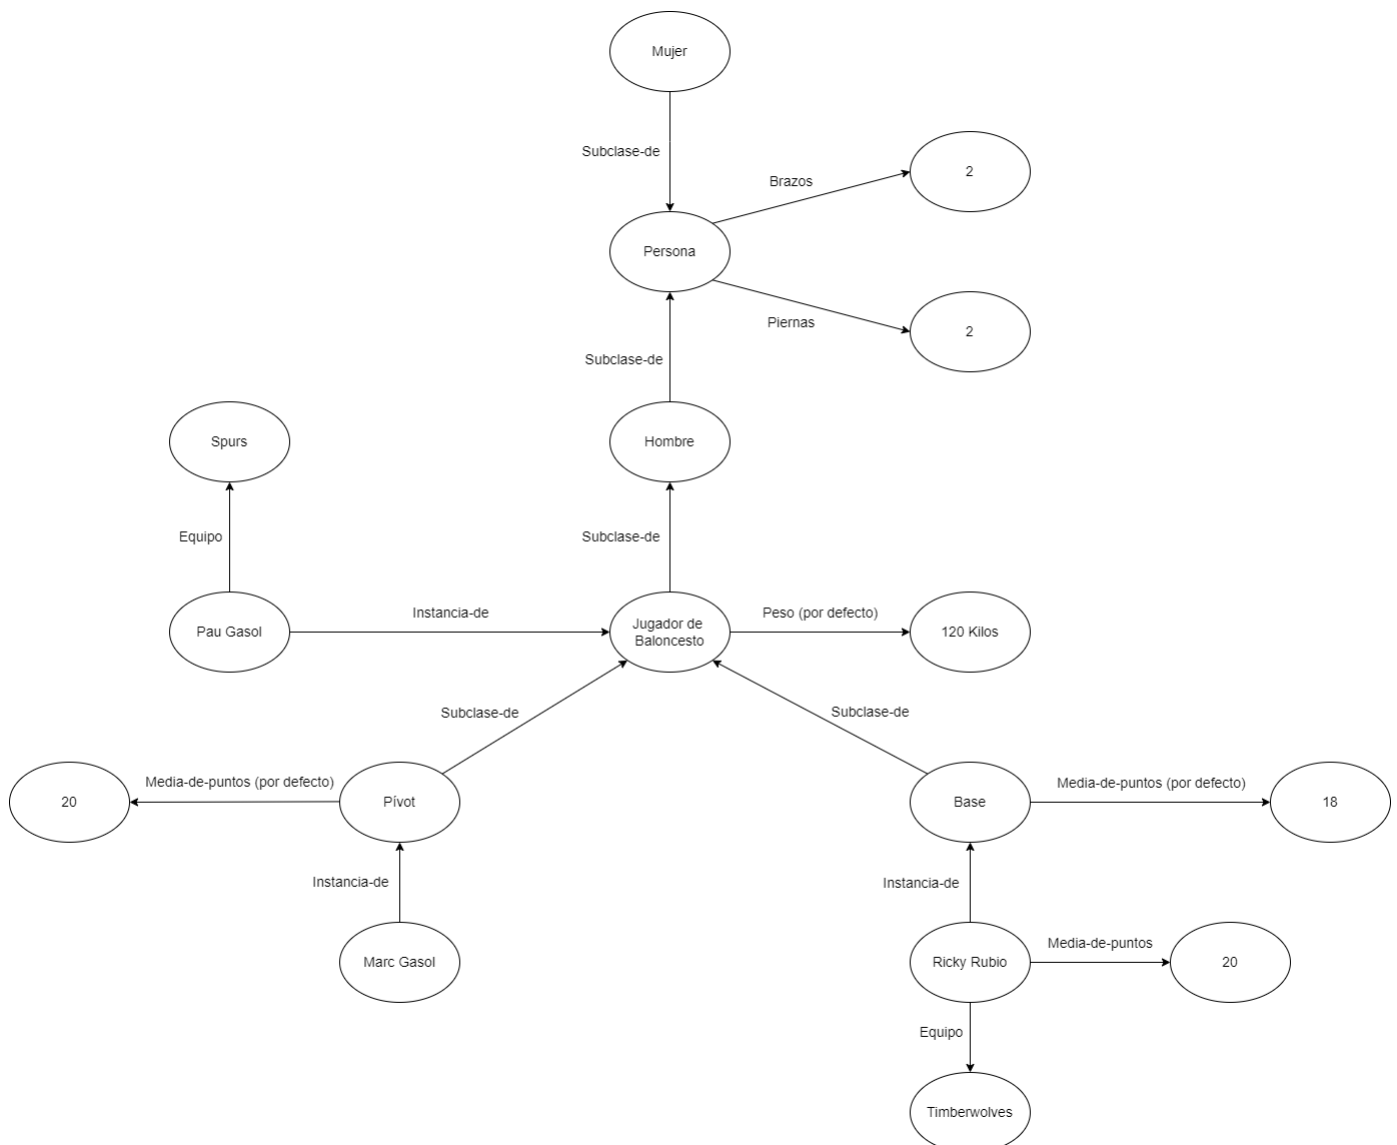 Mujer
Subclase-de
Brazos
2
Persona
Piernas
2
Subclase-de
Spurs
Hombre
Equipo
Subclase-de
Pau Gasol
Instancia-de
Jugador de
Baloncesto
Peso (por defecto)
120 Kilos
Subclase-de
Subclase-de
20
Media-de-puntos (por defecto)
Pívot
Base
Media-de-puntos (por defecto)
18
Instancia-de
Instancia-de
Marc Gasol
Ricky Rubio
Media-de-puntos
20
Equipo
Timberwolves